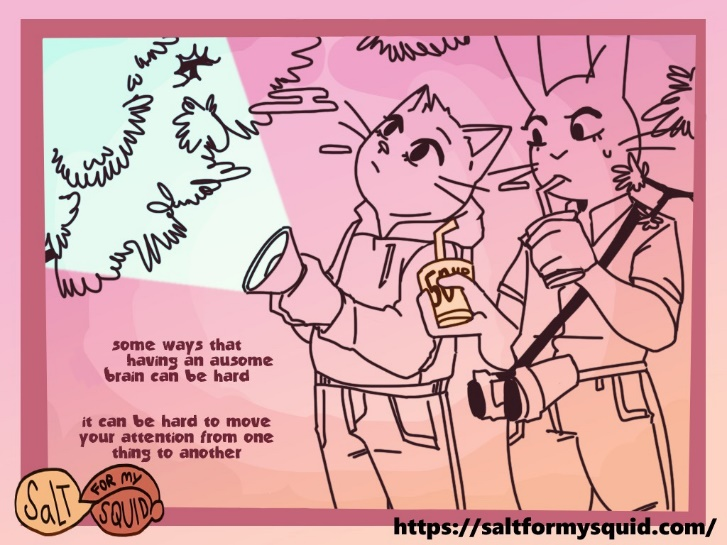 some ways that
having an ausome
brain can be hard
it can be hard to move
your attention from one
thing to another
SaLT
FOR MY
SQUID
https://saltformysquid.com/